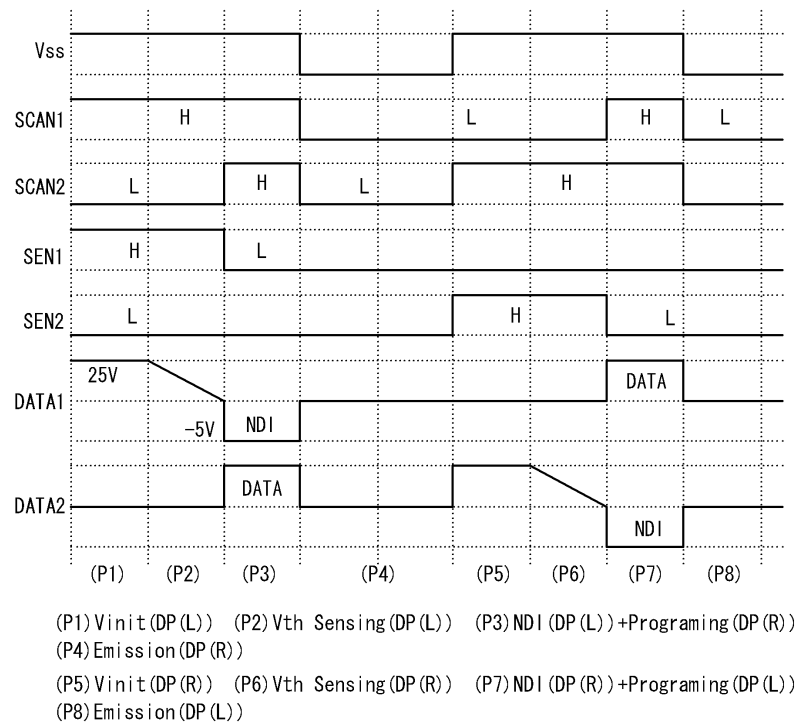 Vss
SCAN1 H L H L
SCAN2 L H L H
SEN1 H L
SEN2 L H L
25V DATA
DATA1
-5V NDI
DATA
DATA2
NDI
(P1) (P2) (P3) (P4) (P5) (P6) (P7) (P8)
(P1)Vinit(DP(L)) (P2)Vth Sensing(DP(L)) (P3)NDI(DP(L))+Programing(DP(R))
(P4)Emission(DP(R))
(P5)Vinit(DP(R)) (P6)Vth Sensing(DP(R)) (P7)NDI(DP(R))+Programing(DP(L))
(P8)Emission(DP(L))